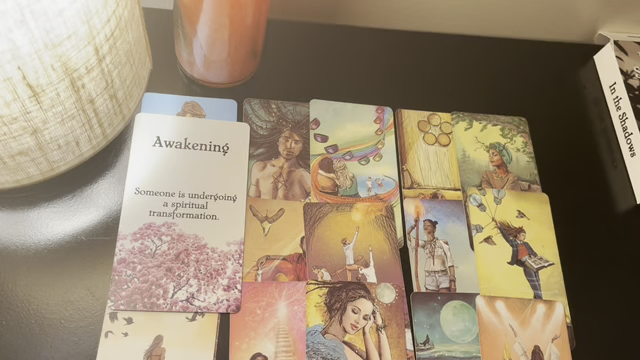 Awakening
Someone is undergoing
a spiritual
transformation.
In the Shadows